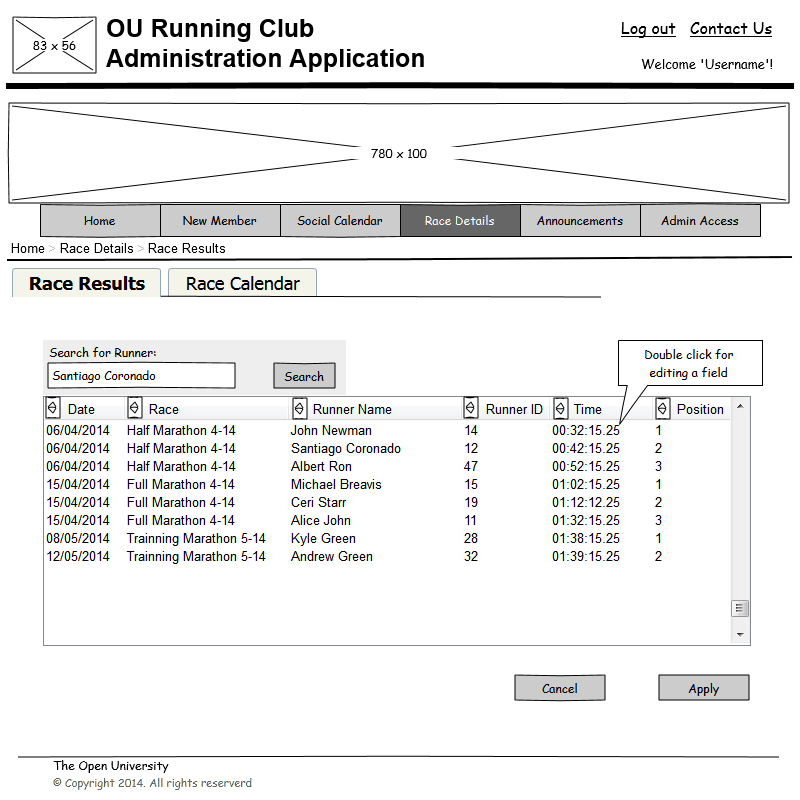 83 x 56
OU Running Club
Administration Application
Log out Contact Us
Welcome 'Username'!
780 x 100
Home New Member Social Calendar Race Details Announcements Admin Access
Home > Race Details > Race Results
Race Results Race Calendar
Search for Runner:
Santiago Coronado Search
Double click for
editing a field
Date Race Runner Name Runner ID Time Position
06/04/2014 Half Marathon 4-14 John Newman 14 00:32:15.25 1
06/04/2014 Half Marathon 4-14 Santiago Coronado 12 00:42:15.25 2
06/04/2014 Half Marathon 4-14 Albert Ron 47 00:52:15.25 3
15/04/2014 Full Marathon 4-14 Michael Breavis 15 01:02:15.25 1
15/04/2014 Full Marathon 4-14 Ceri Starr 19 01:12:12.25 2
15/04/2014 Full Marathon 4-14 Alice John 11 01:32:15.25 3
08/05/2014 Trainning Marathon 5-14 Kyle Green 28 01:38:15.25 1
12/05/2014 Trainning Marathon 5-14 Andrew Green 32 01:39:15.25 2
Cancel Apply
The Open University
© Copyright 2014. All rights reserverd